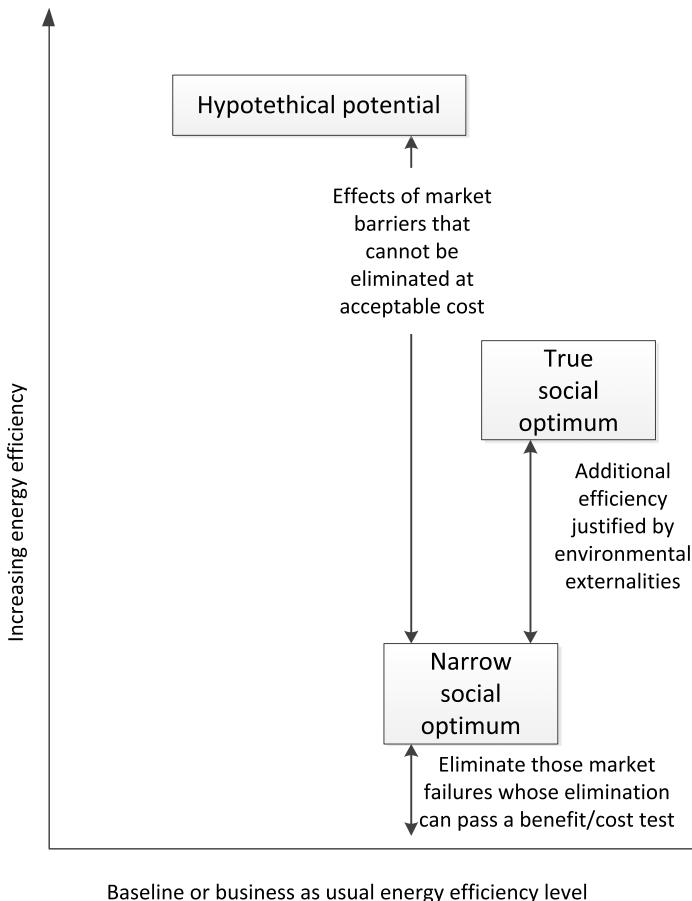 Hypotethical potential
Effects of market
barriers that
cannot be
eliminated at
acceptable cost
True
social
optimum
Increasing energy efficiency
Additional
efficiency
justified by
environmental
externalities
Narrow
social
optimum
Eliminate those market
failures whose elimination
can pass a benefit/cost test
Baseline or business as usual energy efficiency level